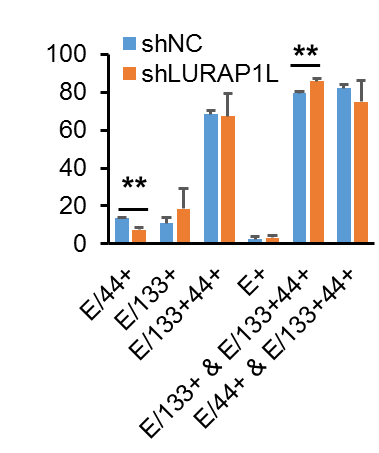 100
80
60
40
20
0
shNC
shLURAP1L
**
**
E/44+
E/133+
E/133+44+
E+
E/133+ & E/133+44+
E/44+ & E/133+44+